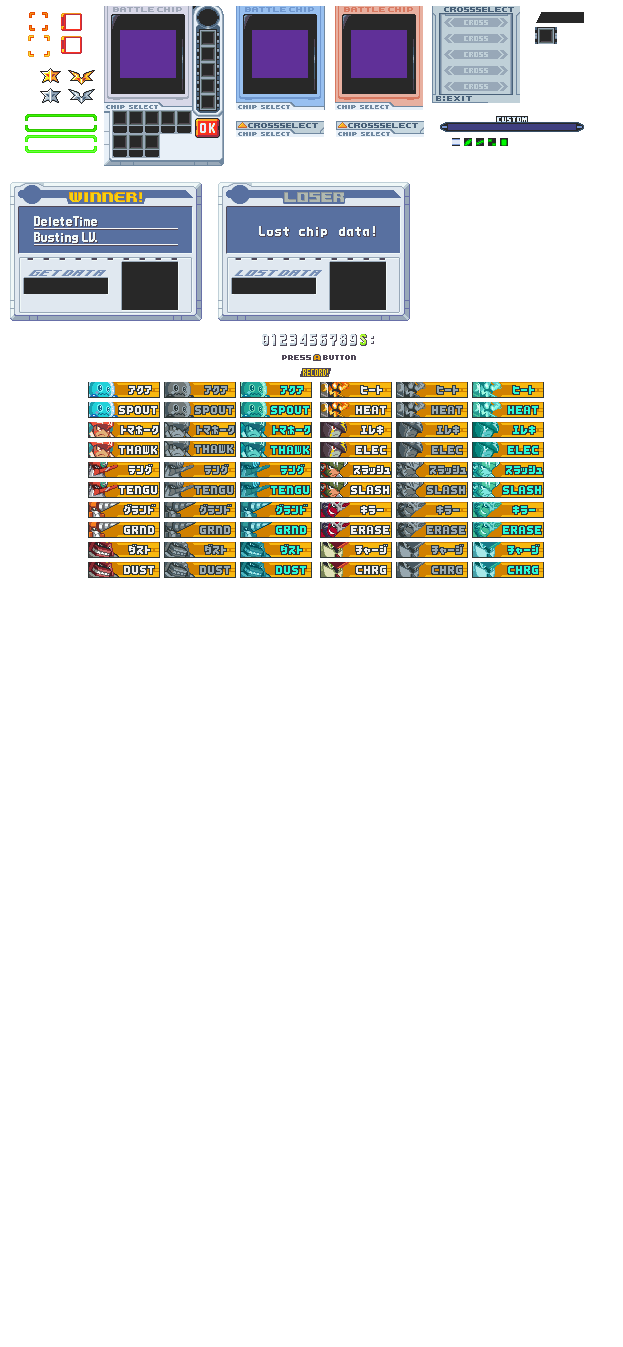 BATTLE CHIP
BATTLE CHIP
BATTLE CHIP
CROSSSELECT
CROSS
CROSS
CROSS
CROSS
CROSS
B:EXIT
CHIP SELECT
CHIP SELECT
CHIP SELECT
OK
CROSSSELECT
CHIP SELECT
CROSSSELECT
CHIP SELECT
CUSTOM
WINNER!
DeleteTime
Busting LV.
GET DATA
LOSER
Lost chip data!
LOST DATA
0123456789S:
PRESS A BUTTON
RECORD!
アクア アクア アクア ヒート ヒート ヒート
SPOUT SPOUT SPOUT HEAT HEAT HEAT
トマホーク トマホーク トマホーク エレキ エレキ エレキ
THAWK THAWK THAWK ELEC ELEC ELEC
テング テング テング スラッシュ スラッシュ スラッシュ
TENGU TENGU TENGU SLASH SLASH SLASH
グランド グランド グランド キラー キラー キラー
GRND GRND GRND ERASE ERASE ERASE
ダスト ダスト ダスト チャージ チャージ チャージ
DUST DUST DUST CHRG CHRG CHRG